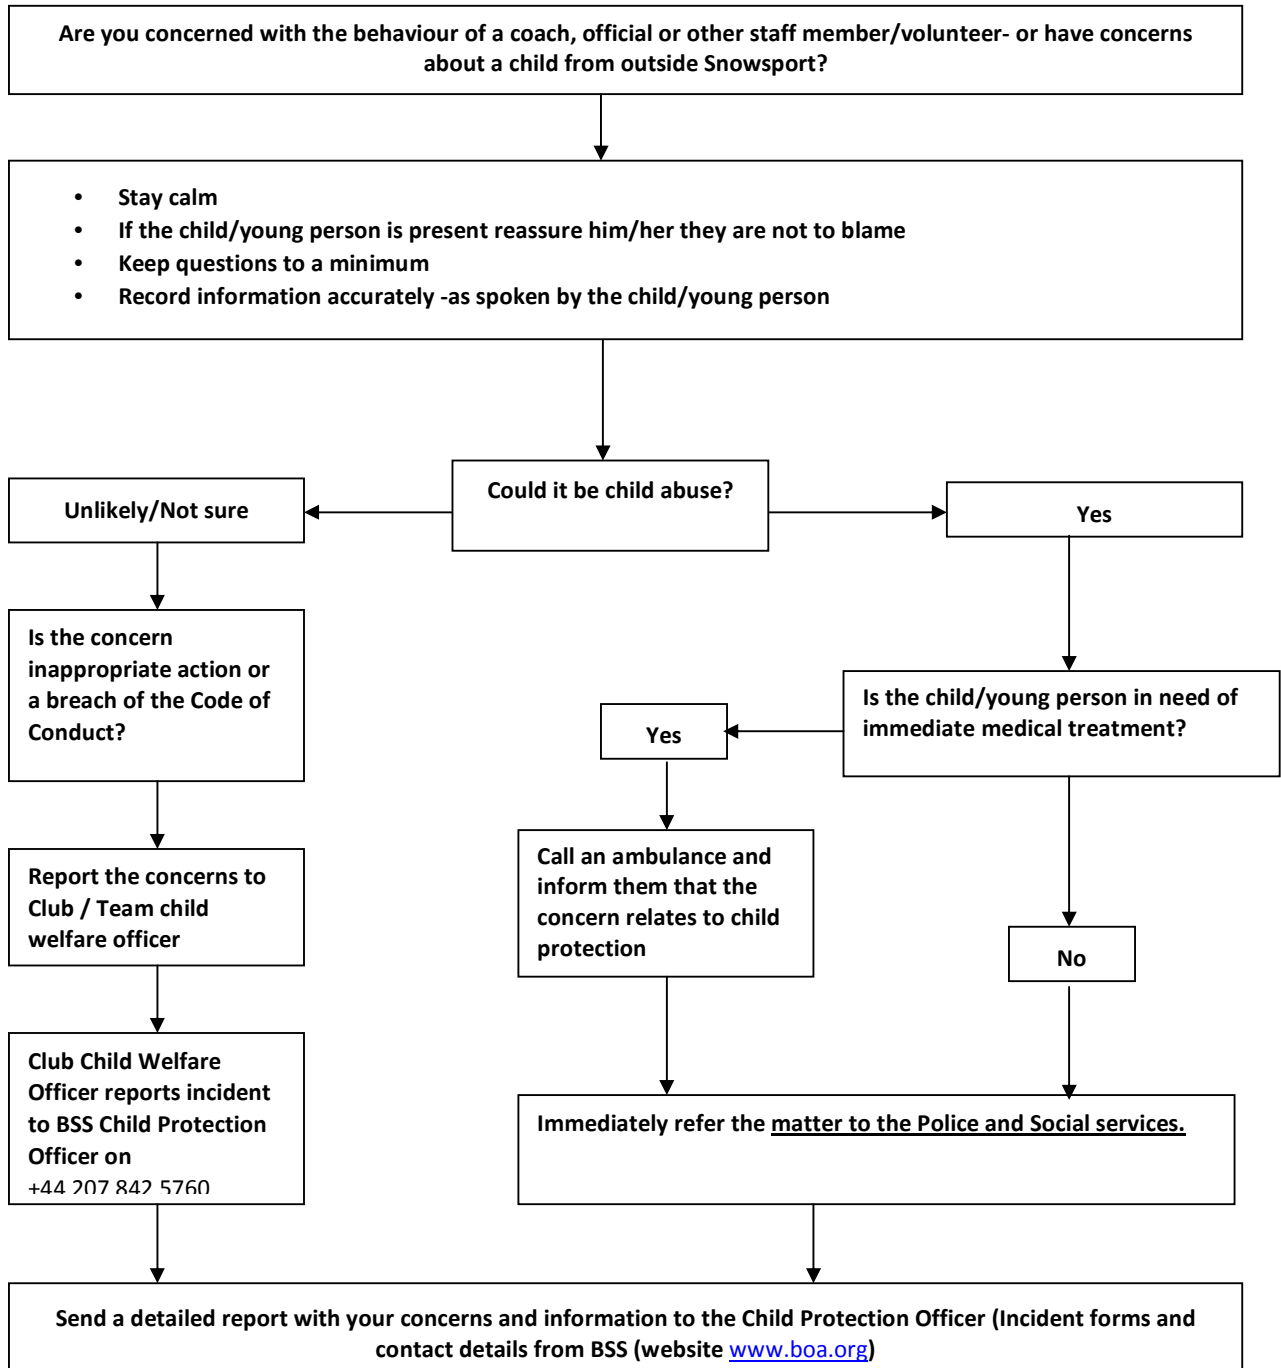 Are you concerned with the behaviour of a coach, official or other staff member/volunteer- or have concerns
about a child from outside Snowsport?
• Stay calm
• If the child/young person is present reassure him/her they are not to blame
• Keep questions to a minimum
• Record information accurately -as spoken by the child/young person
Could it be child abuse?
Unlikely/Not sure
Yes
Is the concern
inappropriate action or
a breach of the Code of
Conduct?
Is the child/young person in need of
immediate medical treatment?
Yes
Call an ambulance and
inform them that the
concern relates to child
protection
No
Report the concerns to
Club / Team child
welfare officer
Club Child Welfare
Officer reports incident
to BSS Child Protection
Officer on
+44 207 842 5760
Immediately refer the matter to the Police and Social services.
Send a detailed report with your concerns and information to the Child Protection Officer (Incident forms and
contact details from BSS (website www.boa.org)